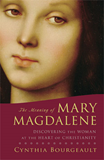 The Meaning of
MARY
MAGDALENE
DISCOVERING THE WOMAN
AT THE HEART OF CHRISTIANITY
CYNTHIA BOURGEAULT